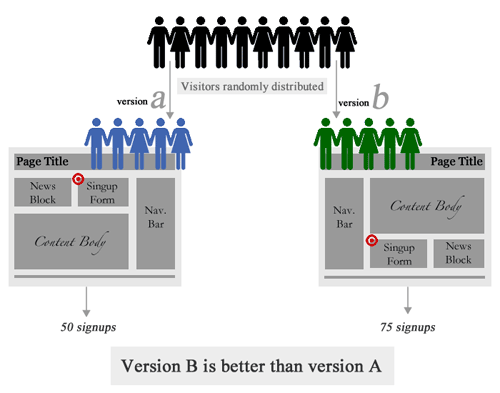 Visitors randomly distributed
version a
version b
Page Title
News
Block
Singup
Form
Nav.
Bar
Content Body
Page Title
Nav.
Bar
Content Body
Singup
Form
News
Block
50 signups
75 signups
Version B is better than version A